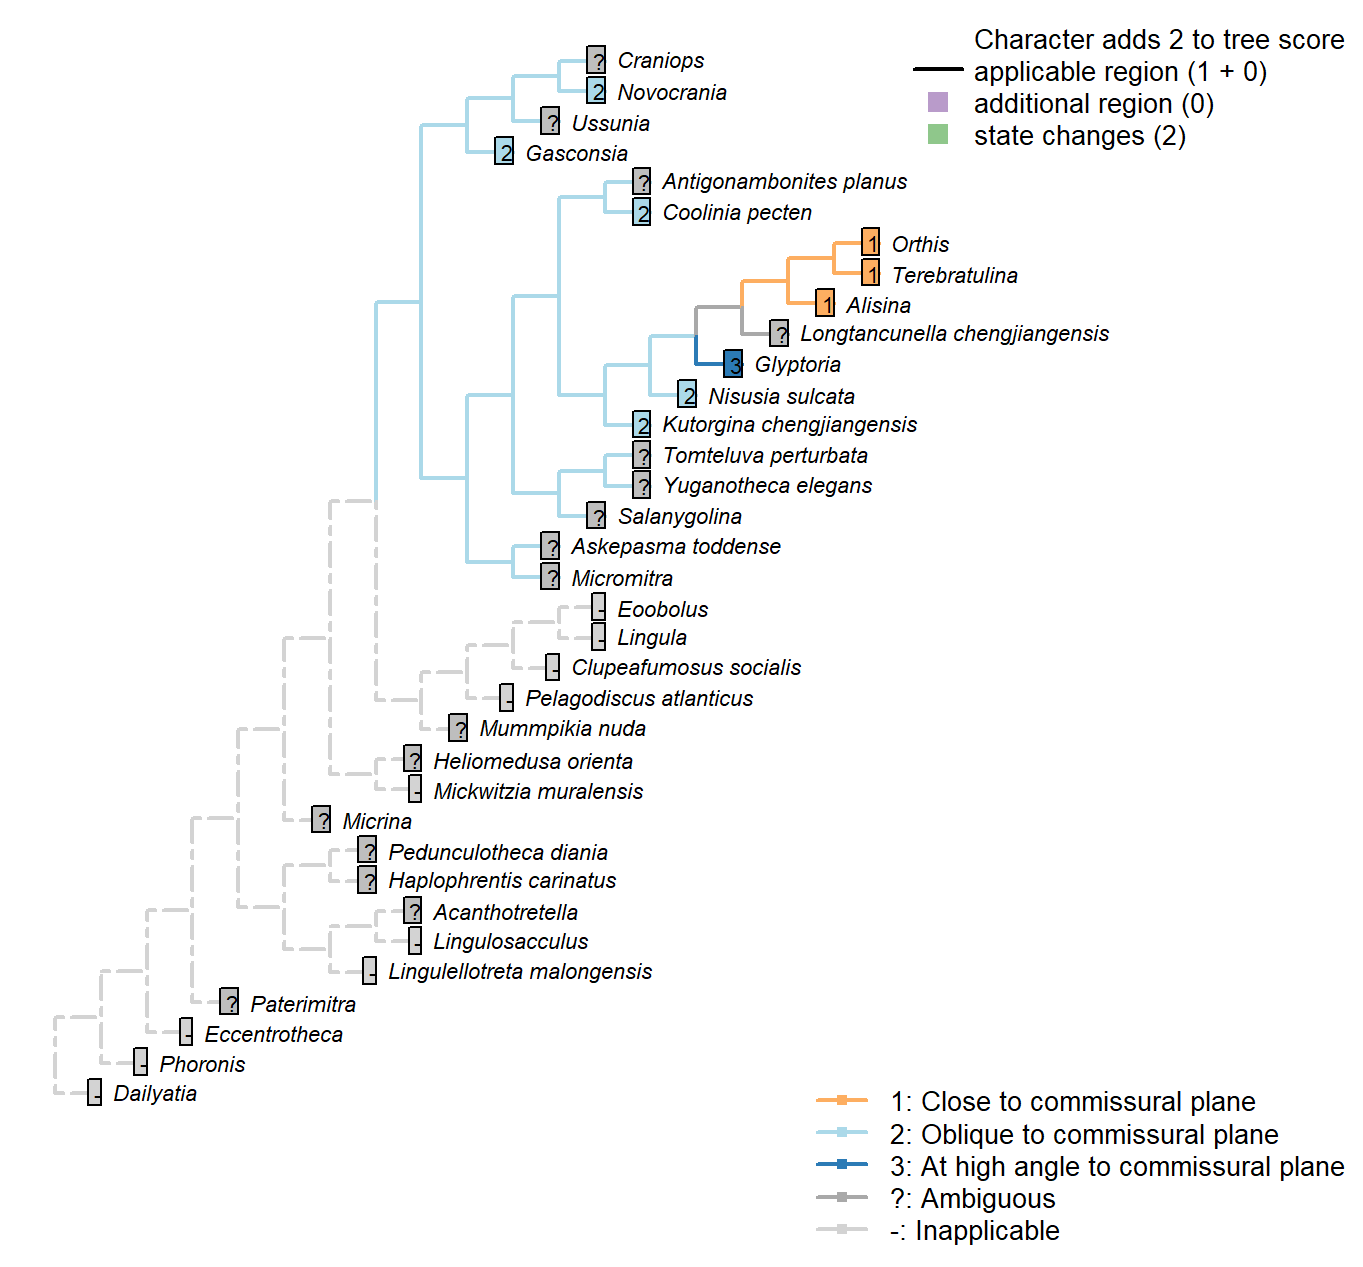 Character adds 2 to tree score
applicable region (1 + 0)
additional region (0)
state changes (2)
? Craniops
2 Novocrania
? Ussunia
2 Gasconsia
? Antigonambonites planus
2 Coolinia pecten
1 Orthis
1 Terebratulina
1 Alisina
? Longtancunella chengjiangensis
3 Glyptoria
2 Nisusia sulcata
2 Kutorgina chengjiangensis
? Tomteluva perturbata
? Yuganotheca elegans
? Salanygolina
? Askepasma toddense
? Micromitra
- Eoobolus
- Lingula
- Clupeafumosus socialis
- Pelagodiscus atlanticus
? Mummpikia nuda
? Heliomedusa orienta
- Mickwitzia muralensis
? Micrina
? Pedunculotheca diania
? Haplophrentis carinatus
? Acanthotretella
- Lingulosacculus
- Lingulellotreta malongensis
? Paterimitra
- Eccentrotheca
- Phoronis
- Dailyatia
1: Close to commissural plane
2: Oblique to commissural plane
3: At high angle to commissural plane
?: Ambiguous
-: Inapplicable